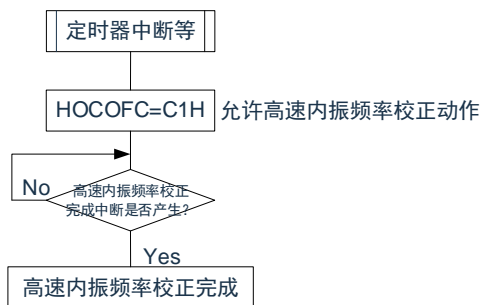 定时器中断等
HOCOFC=C1H 允许高速内振频率校正动作
No
高速内振频率校正
完成中断是否产生?
Yes
高速内振频率校正完成